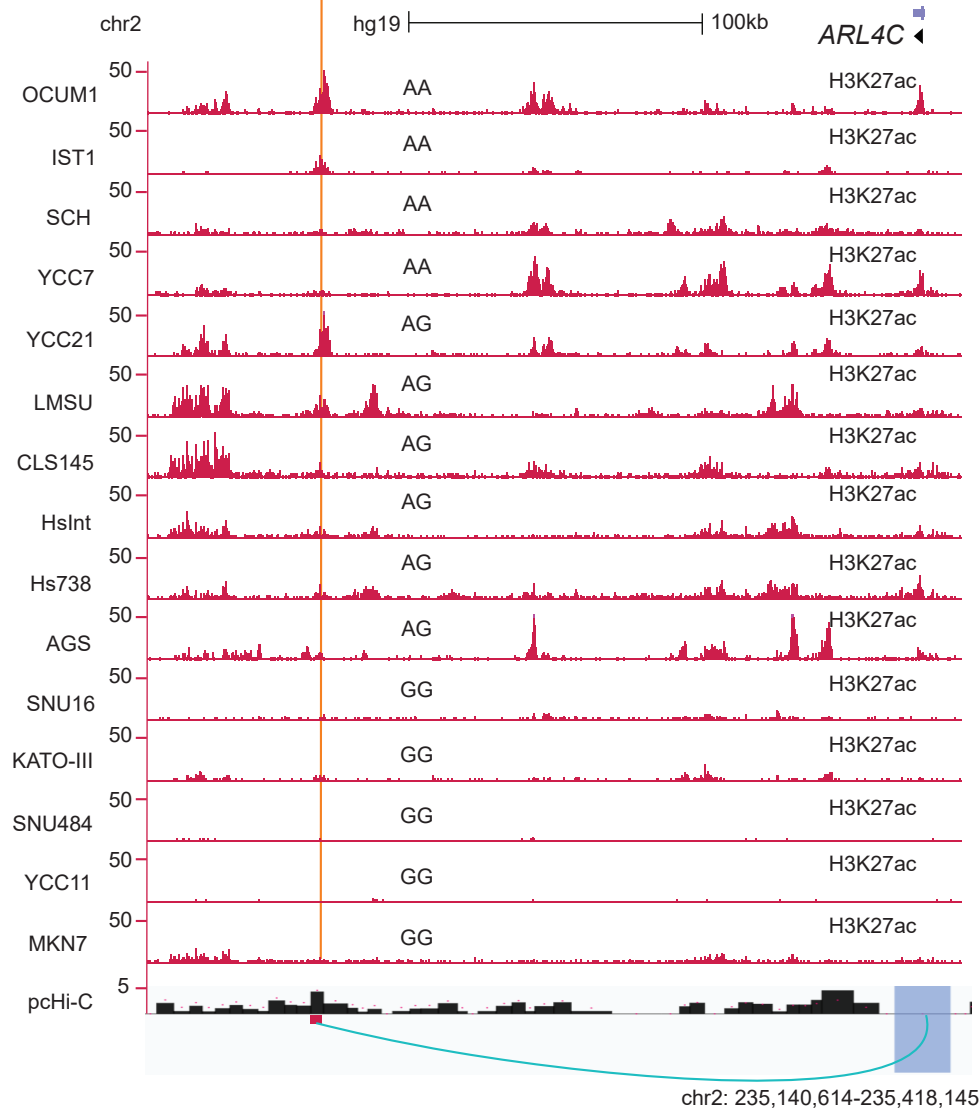 chr2 hg19 100kb
ARL4C
50 OCUM1 AA H3K27ac
50 IST1 AA H3K27ac
50 SCH AA H3K27ac
50 YCC7 AA H3K27ac
50 YCC21 AG H3K27ac
50 LMSU AG H3K27ac
50 CLS145 AG H3K27ac
50 HsInt AG H3K27ac
50 Hs738 AG H3K27ac
50 AGS AG H3K27ac
50 SNU16 GG H3K27ac
50 KATO-III GG H3K27ac
50 SNU484 GG H3K27ac
50 YCC11 GG H3K27ac
50 MKN7 GG H3K27ac
5 pcHi-C
chr2: 235,140,614-235,418,145